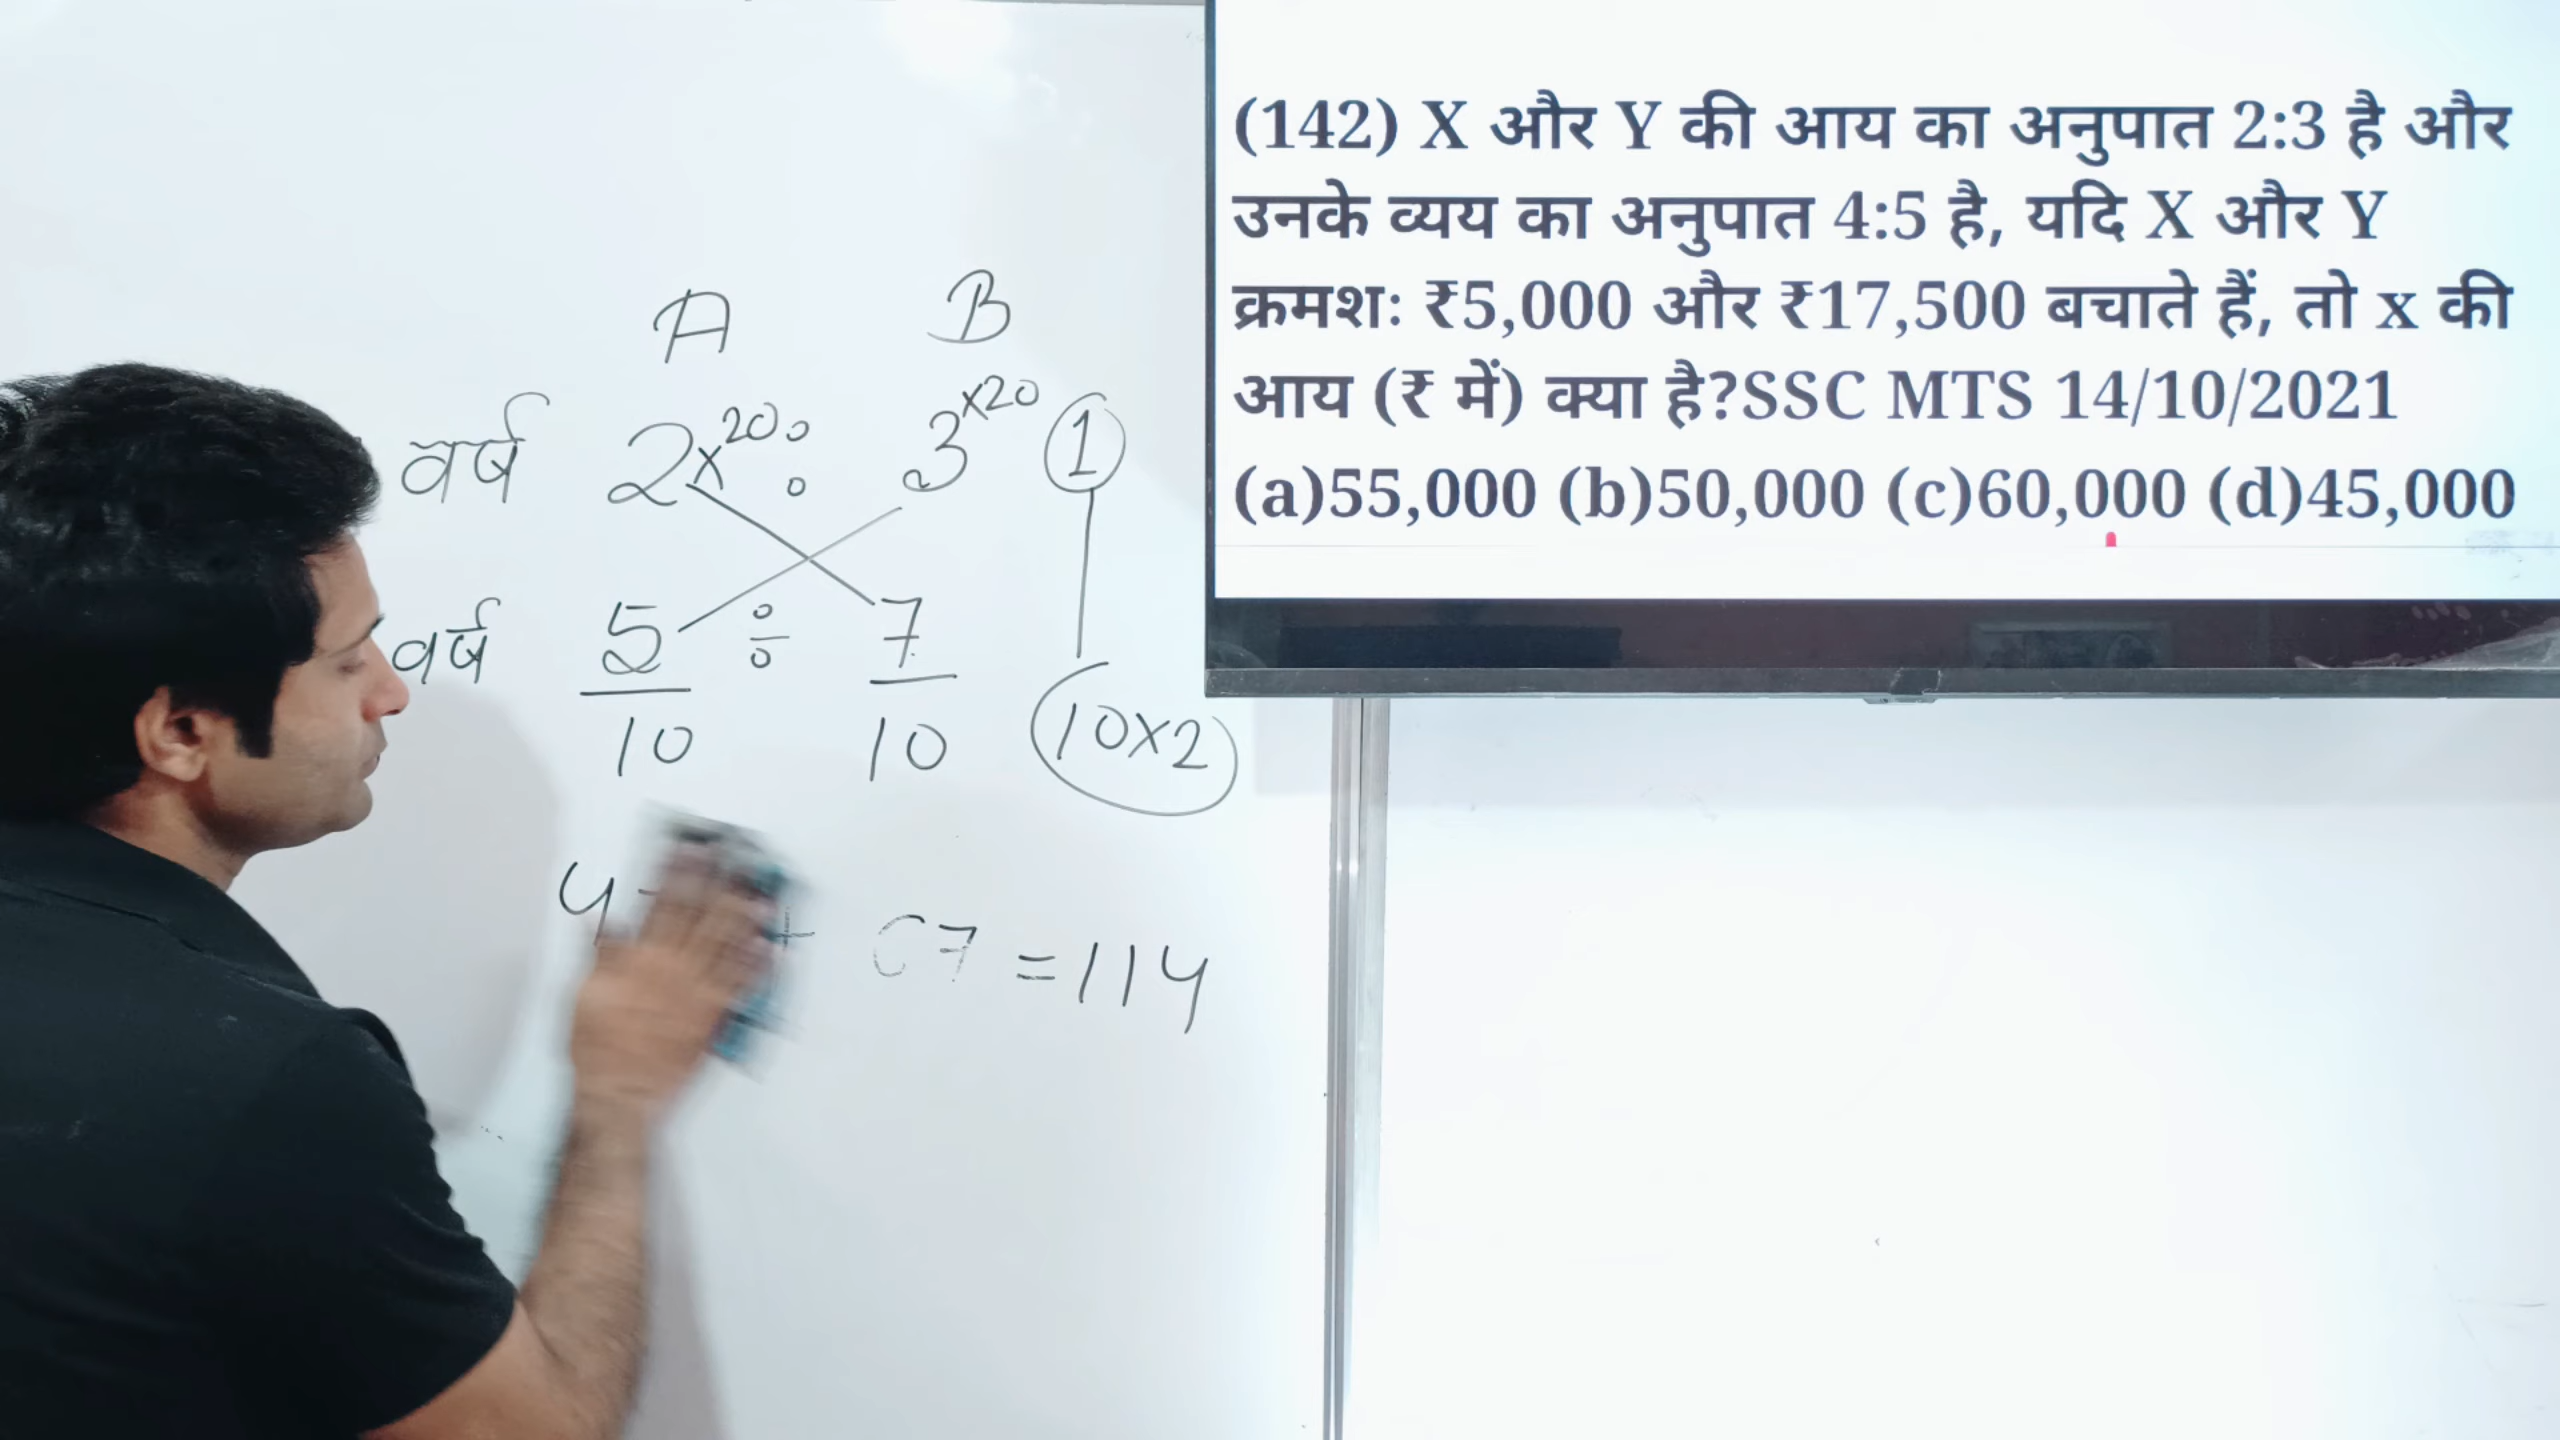 A B
वर्ष 2×20 : 3×20 1
वर्ष 5 ÷ 7
10 10 10×2
= 114
(142) X और Y की आय का अनुपात 2:3 है और
उनके व्यय का अनुपात 4:5 है, यदि X और Y
क्रमशः ₹5,000 और ₹17,500 बचाते हैं, तो x की
आय (₹ में) क्या है?SSC MTS 14/10/2021
(a)55,000 (b)50,000 (c)60,000 (d)45,000